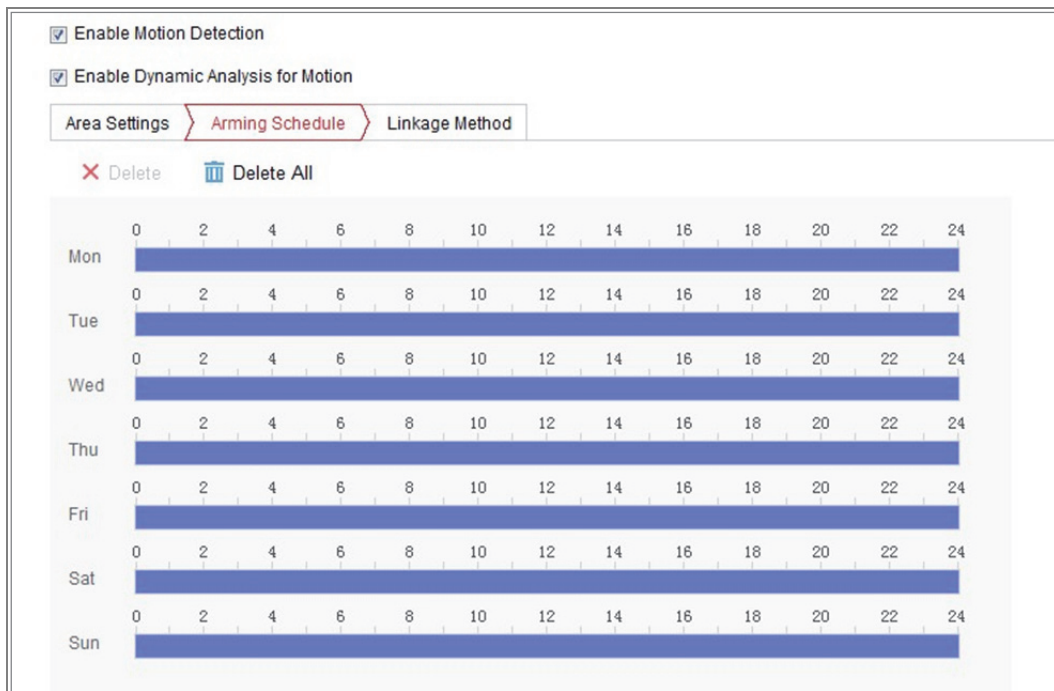 Enable Motion Detection
Enable Dynamic Analysis for Motion
Area Settings Arming Schedule Linkage Method
Delete Delete All
0 2 4 6 8 10 12 14 16 18 20 22 24
Mon
0 2 4 6 8 10 12 14 16 18 20 22 24
Tue
0 2 4 6 8 10 12 14 16 18 20 22 24
Wed
0 2 4 6 8 10 12 14 16 18 20 22 24
Thu
0 2 4 6 8 10 12 14 16 18 20 22 24
Fri
0 2 4 6 8 10 12 14 16 18 20 22 24
Sat
0 2 4 6 8 10 12 14 16 18 20 22 24
Sun